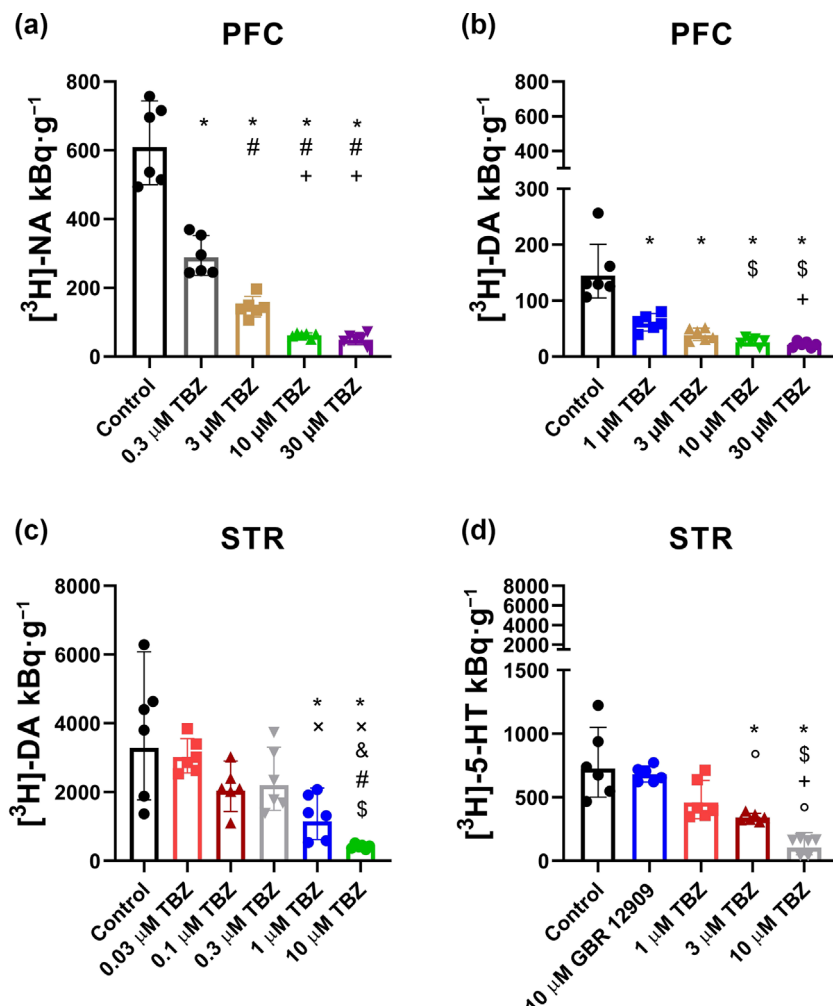 (a) PFC
[³H]-NA kBq·g⁻¹
800
600
400
200
0
*
*
#
*
#
+
*
#
+
Control
0.3 µM TBZ
3 µM TBZ
10 µM TBZ
30 µM TBZ
(b) PFC
[³H]-DA kBq·g⁻¹
800
600
400
300
200
100
0
*
*
*
$
*
$
+
Control
1 µM TBZ
3 µM TBZ
10 µM TBZ
30 µM TBZ
(c) STR
[³H]-DA kBq·g⁻¹
8000
6000
4000
2000
0
*
×
*
×
&
#
$
Control
0.03 µM TBZ
0.1 µM TBZ
0.3 µM TBZ
1 µM TBZ
10 µM TBZ
(d) STR
[³H]-5-HT kBq·g⁻¹
8000
6000
4000
2000
1500
1000
500
0
*
°
*
$
+
°
Control
10 µM GBR 12909
1 µM TBZ
3 µM TBZ
10 µM TBZ